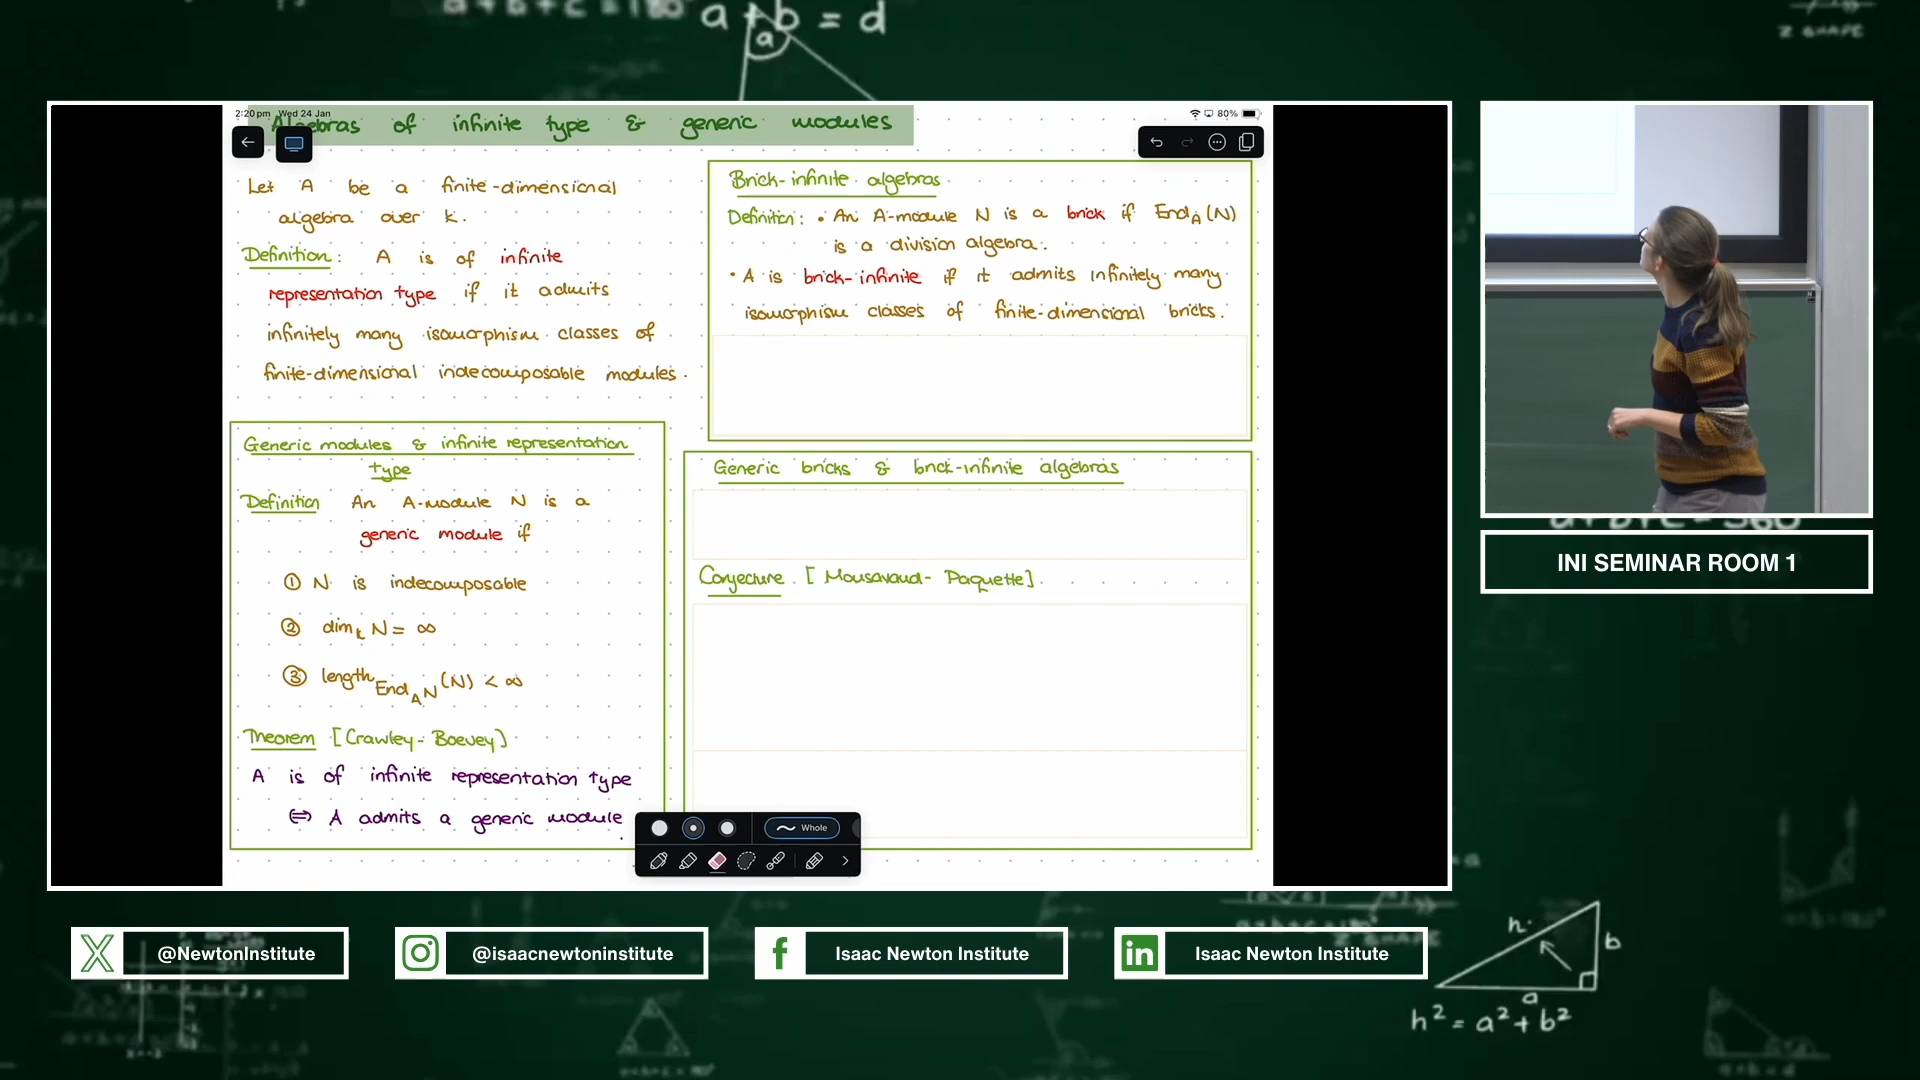 a+b+c=180°
a+b = d
a
Z SHAPE
2:20 pm Wed 24 Jan
80%
Algebras of infinite type & generic modules
Let A be a finite-dimensional
algebra over k.
Definition: A is of infinite
representation type if it admits
infinitely many isomorphism classes of
finite-dimensional indecomposable modules.
Generic modules & infinite representation
type
Definition An A-module N is a
generic module if
① N is indecomposable
② dim_k N = ∞
③ length_{End_A N} (N) < ∞
Theorem [Crawley-Boevey]
A is of infinite representation type
⇔ A admits a generic module
Brick-infinite algebras
Definition: • An A-module N is a brick if End_A(N)
is a division algebra.
• A is brick-infinite if it admits infinitely many
isomorphism classes of finite-dimensional bricks.
Generic bricks & brick-infinite algebras
Conjecture [Mousavand-Paquette]
Whole
INI SEMINAR ROOM 1
@NewtonInstitute
@isaacnewtoninstitute
Isaac Newton Institute
Isaac Newton Institute
h
b
a
h² = a² + b²